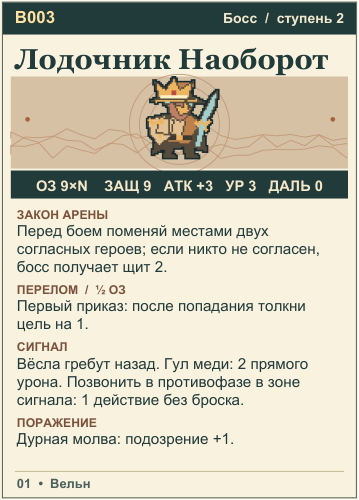 B003
Босс / ступень 2
Лодочник Наоборот
ОЗ 9×N ЗАЩ 9 АТК +3 УР 3 ДАЛЬ 0
ЗАКОН АРЕНЫ
Перед боем поменяй местами двух
согласных героев; если никто не согласен,
босс получает щит 2.
ПЕРЕЛОМ / ½ ОЗ
Первый приказ: после попадания толкни
цель на 1.
СИГНАЛ
Вёсла гребут назад. Гул меди: 2 прямого
урона. Позвонить в противофазе в зоне
сигнала: 1 действие без броска.
ПОРАЖЕНИЕ
Дурная молва: подозрение +1.
01 • Вельн